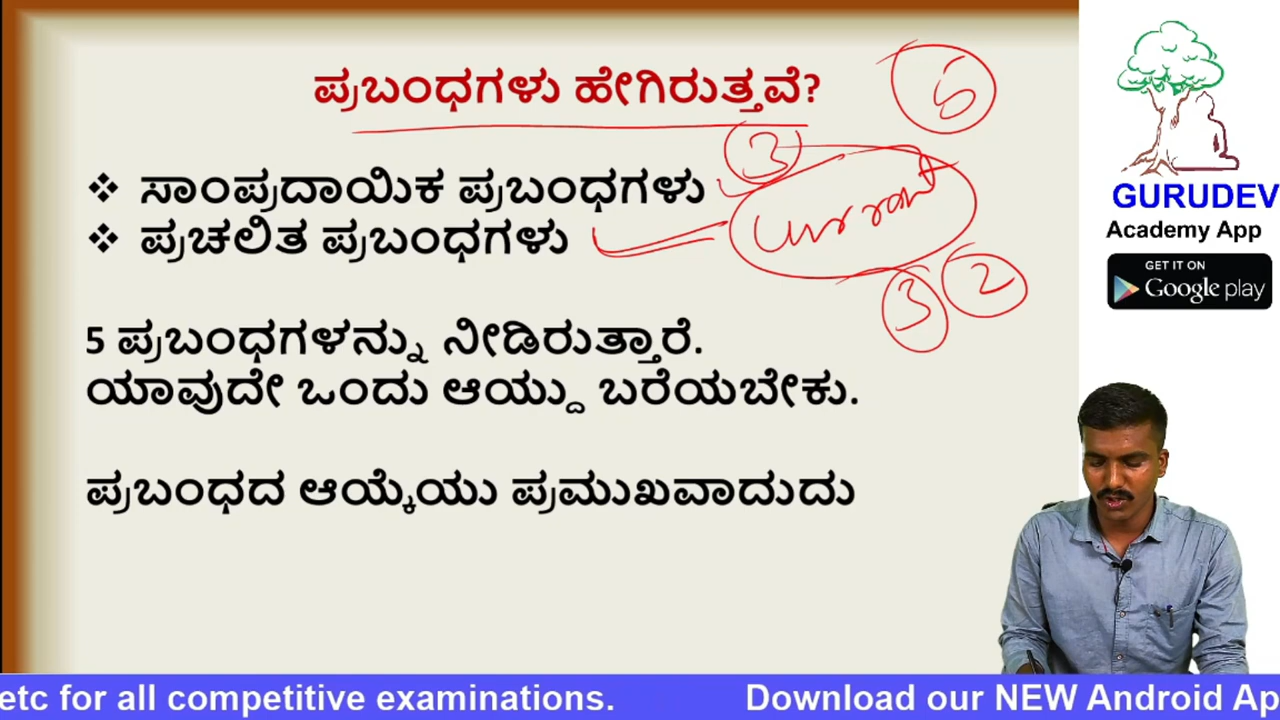 ಪ್ರಬಂಧಗಳು ಹೇಗಿರುತ್ತವೆ?
5
3
❖ ಸಾಂಪ್ರದಾಯಿಕ ಪ್ರಬಂಧಗಳು
❖ ಪ್ರಚಲಿತ ಪ್ರಬಂಧಗಳು
3
2
5 ಪ್ರಬಂಧಗಳನ್ನು ನೀಡಿರುತ್ತಾರೆ.
ಯಾವುದೇ ಒಂದು ಆಯ್ದು ಬರೆಯಬೇಕು.
ಪ್ರಬಂಧದ ಆಯ್ಕೆಯು ಪ್ರಮುಖವಾದುದು
GURUDEV
Academy App
GET IT ON
Google play
etc for all competitive examinations. Download our NEW Android Ap